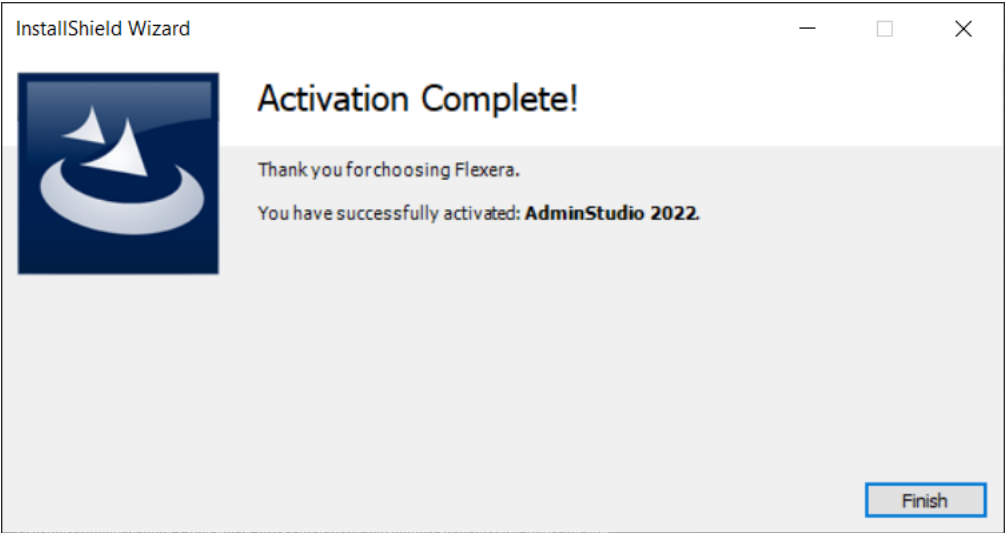 InstallShield Wizard
Activation Complete!
Thank you for choosing Flexera.
You have successfully activated: AdminStudio 2022.
Finish